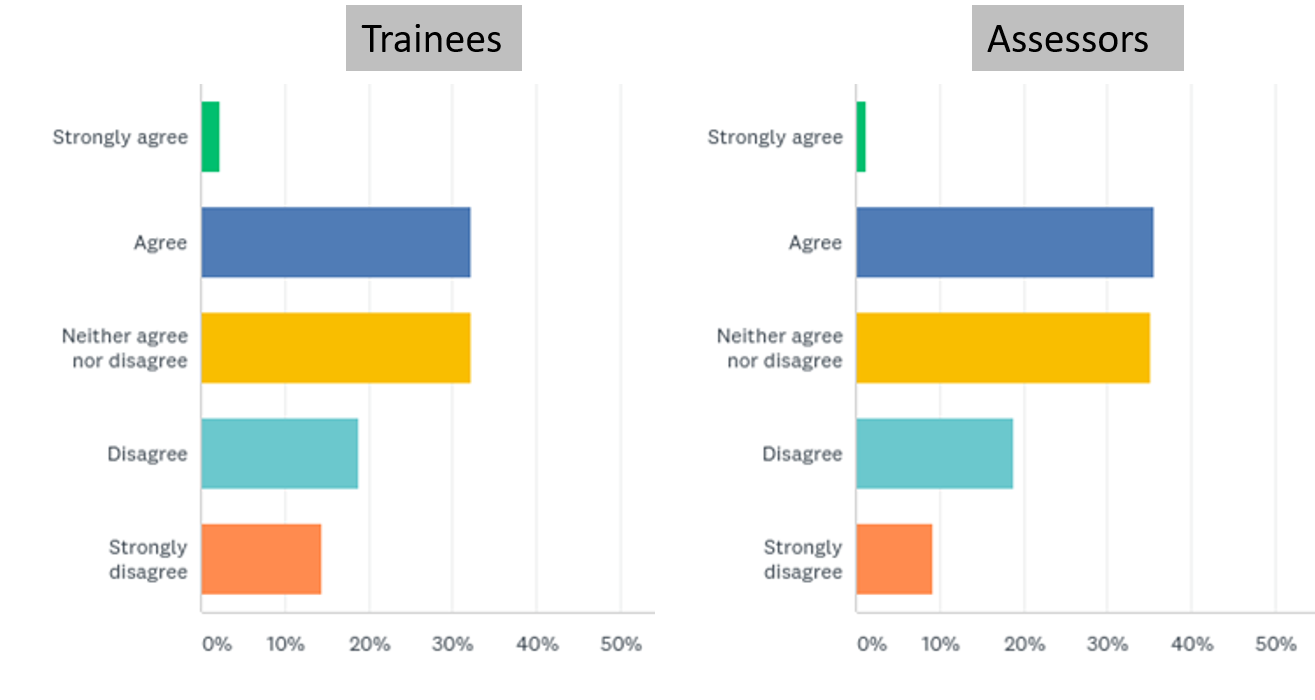 Trainees
Strongly agree
Agree
Neither agree
nor disagree
Disagree
Strongly
disagree
0% 10% 20% 30% 40% 50%
Assessors
Strongly agree
Agree
Neither agree
nor disagree
Disagree
Strongly
disagree
0% 10% 20% 30% 40% 50%